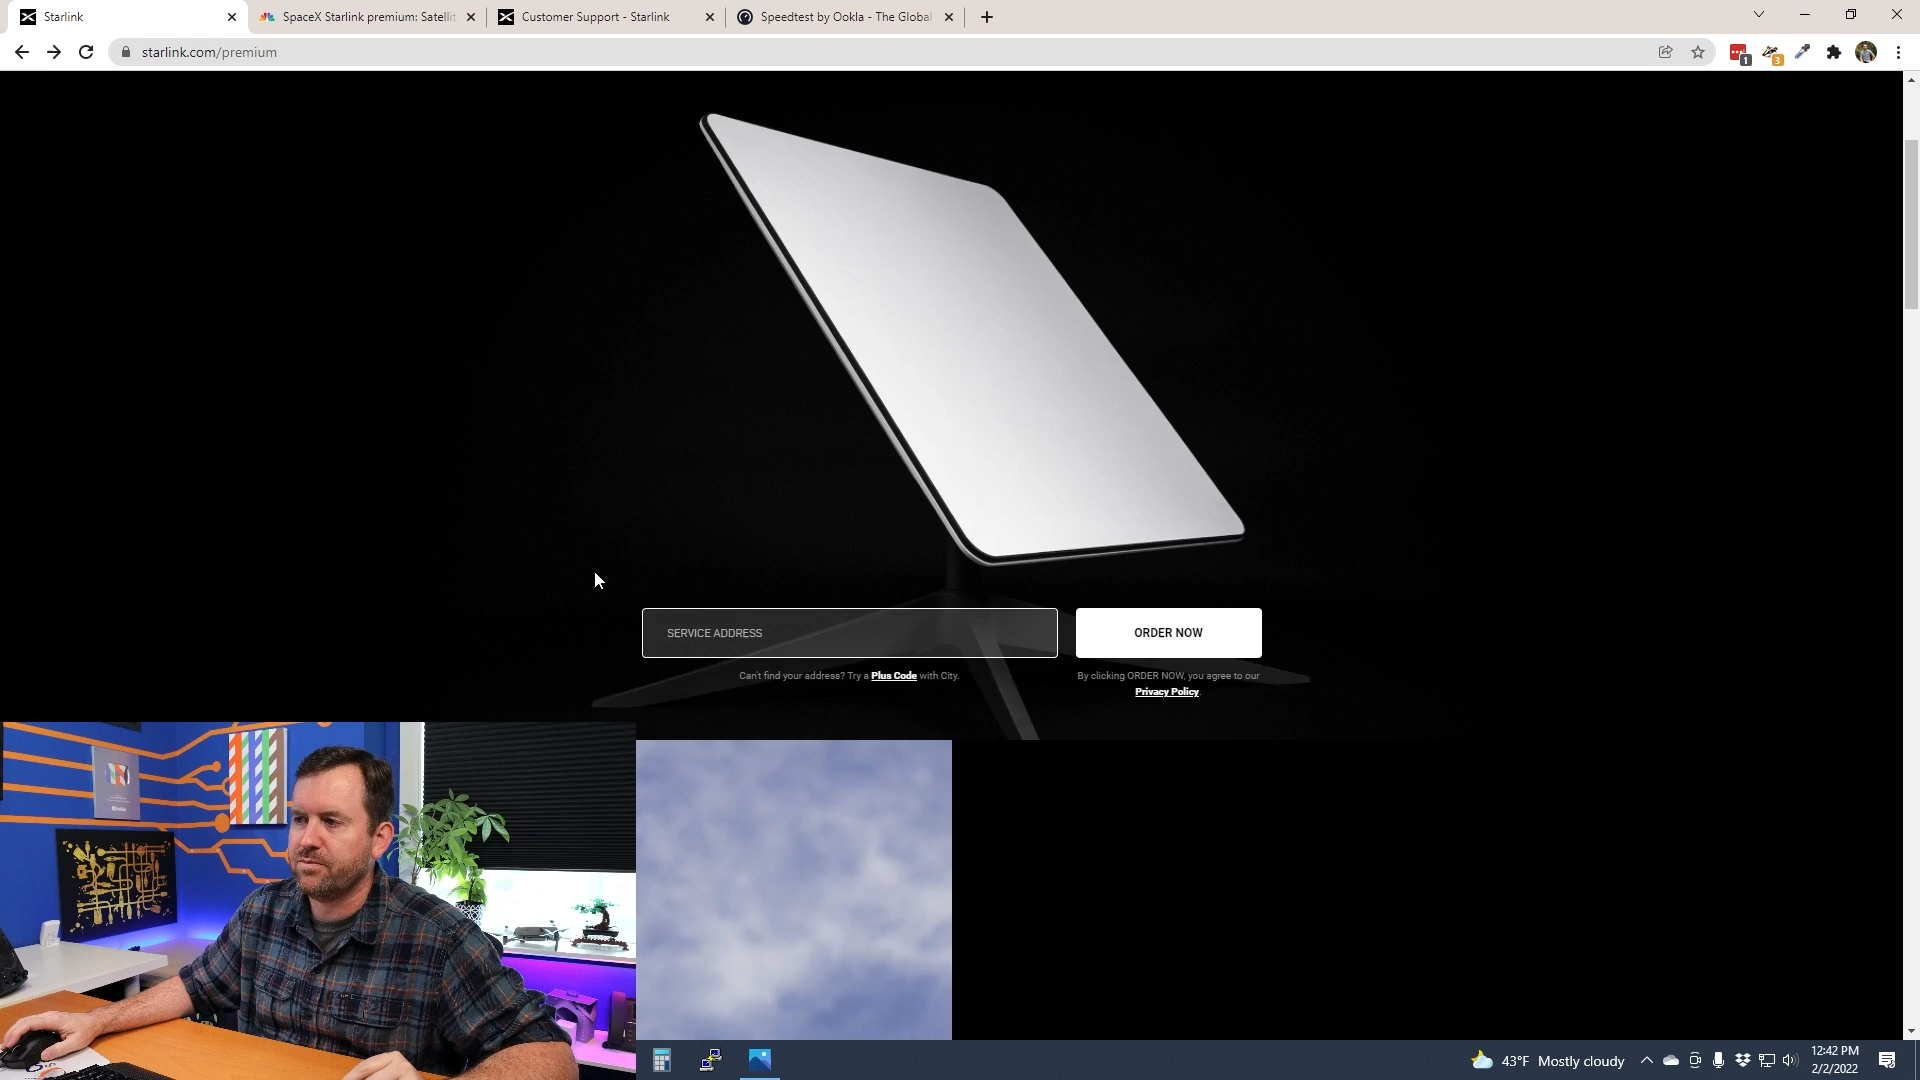 Starlink
SpaceX Starlink premium: Satellit
Customer Support - Starlink
Speedtest by Ookla - The Global
starlink.com/premium
1
3
SERVICE ADDRESS
ORDER NOW
Can't find your address? Try a Plus Code with City.
By clicking ORDER NOW, you agree to our
Privacy Policy.
43°F Mostly cloudy
12:42 PM
2/2/2022